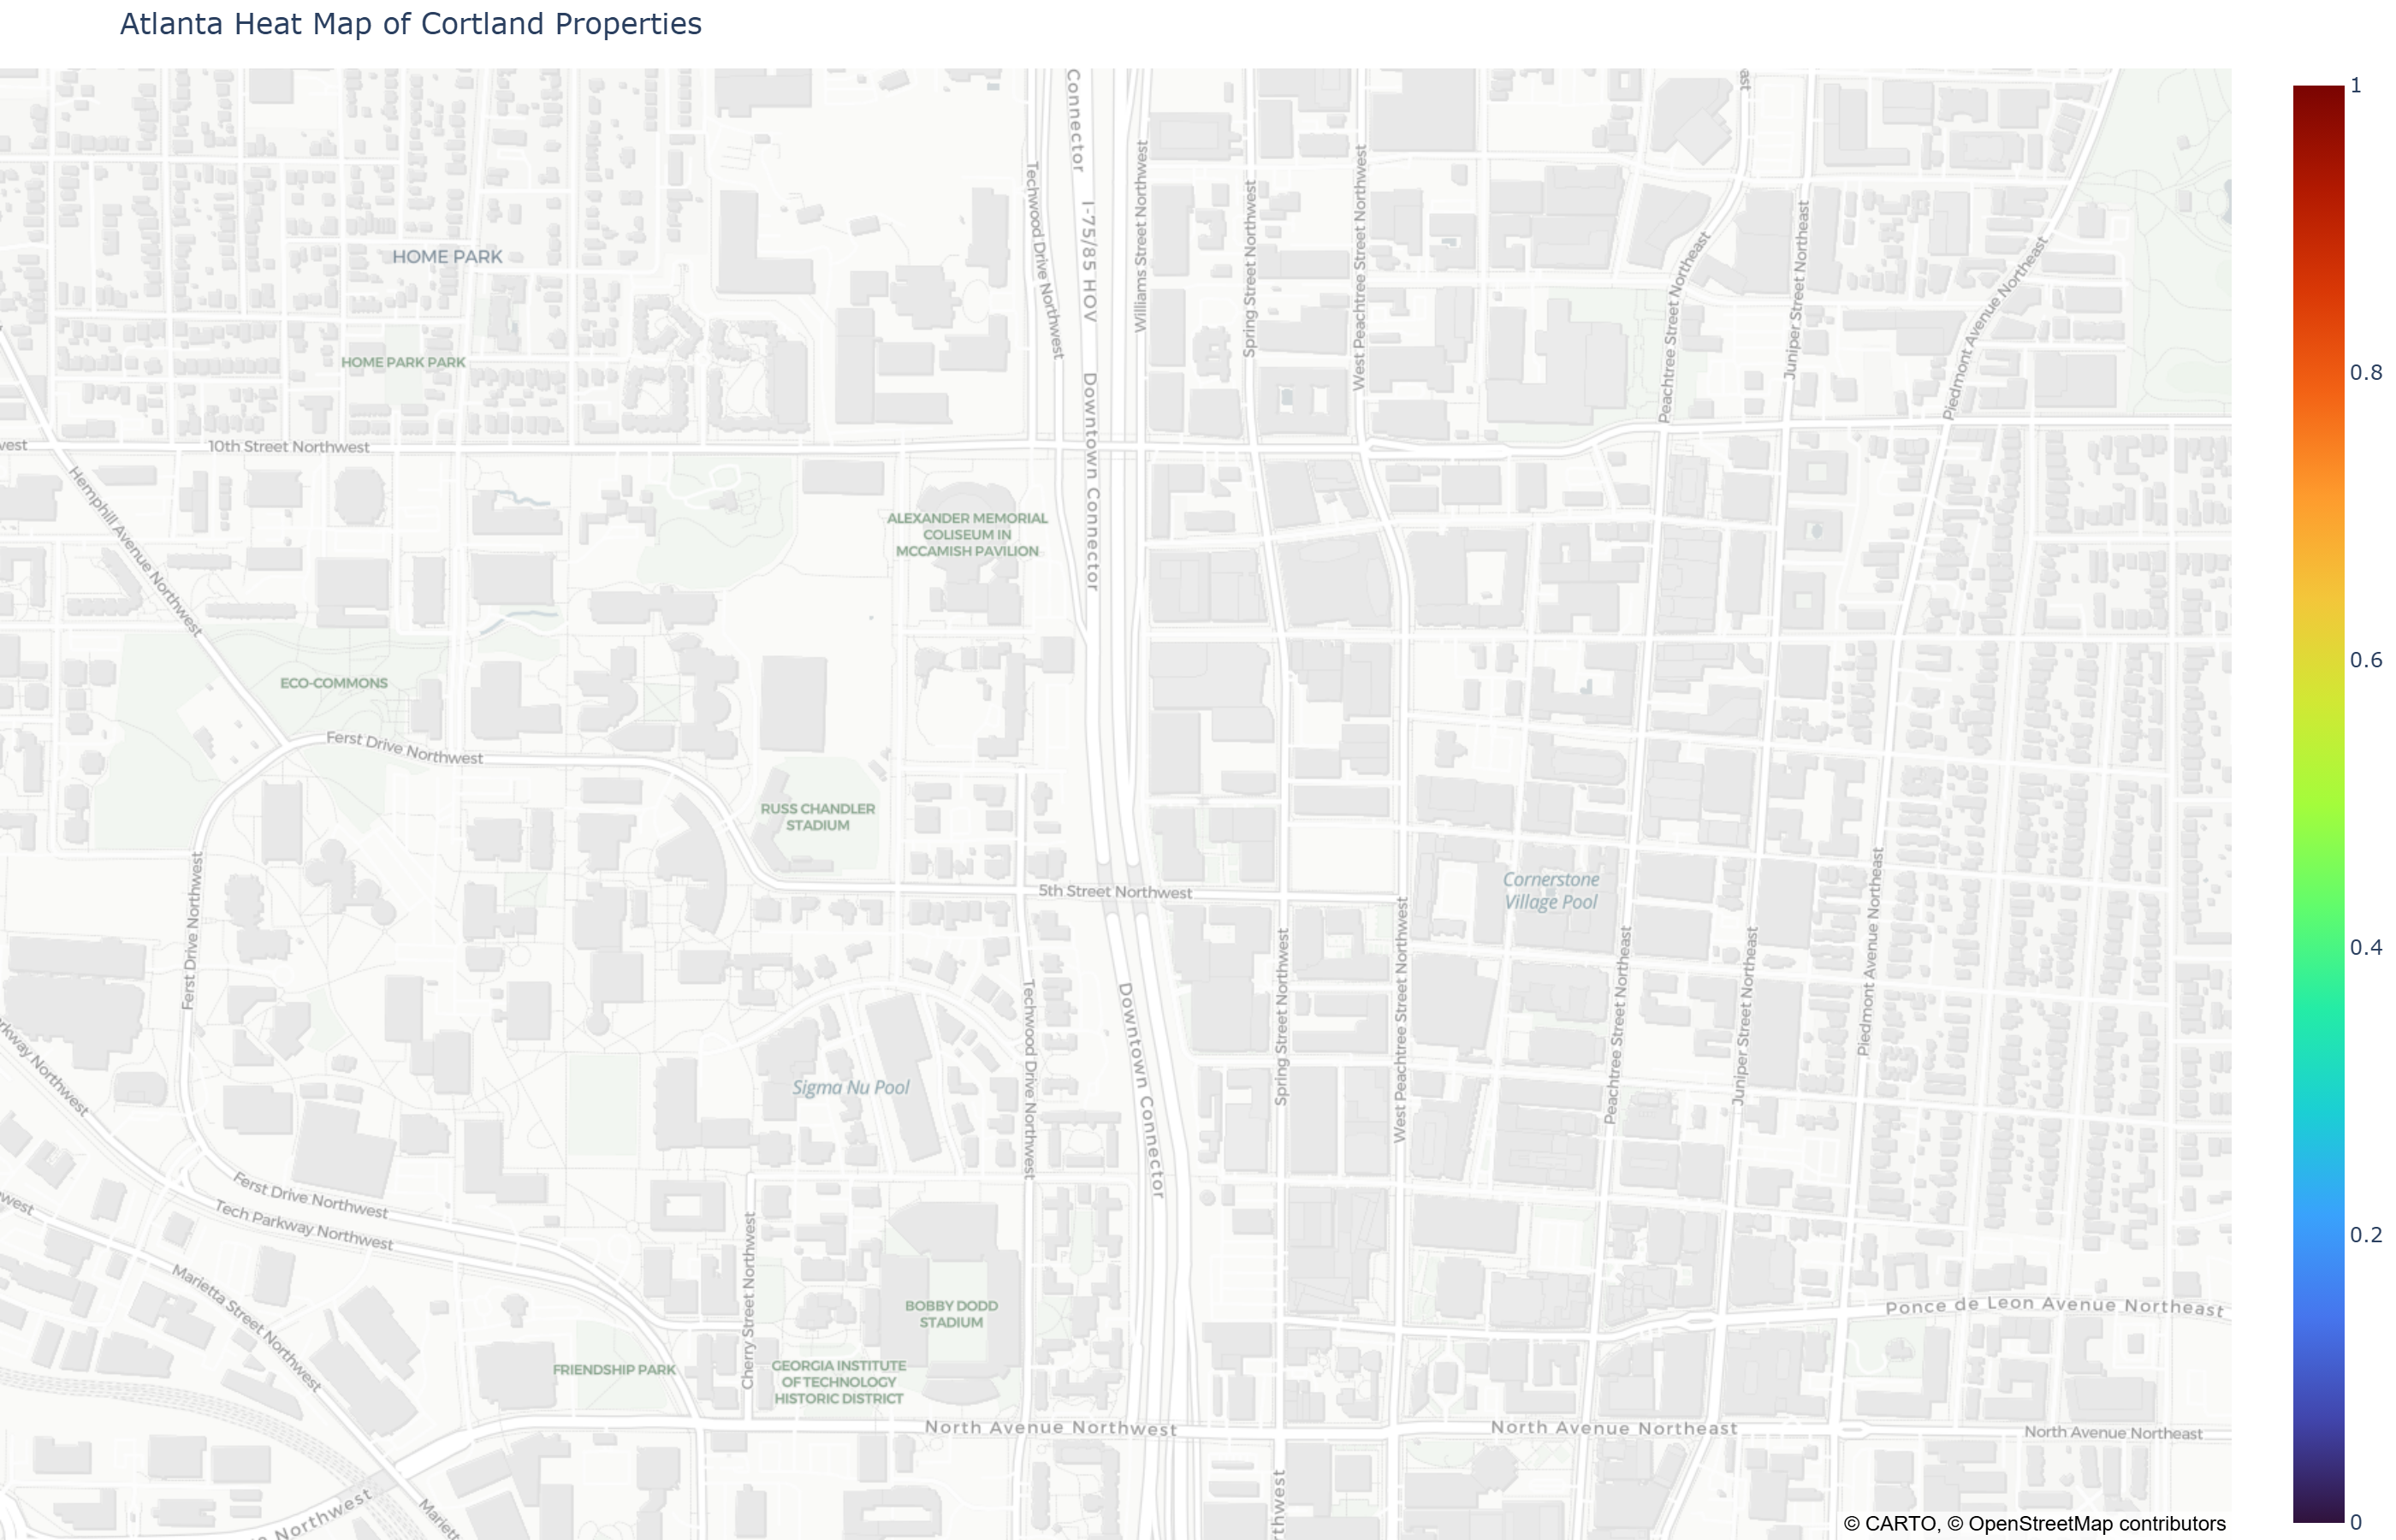 Atlanta Heat Map of Cortland Properties
Connector
I-75/85 HOV
Downtown Connector
Techwood Drive Northwest
Williams Street Northwest
Spring Street Northwest
West Peachtree Street Northwest
Peachtree Street Northeast
Juniper Street Northeast
Piedmont Avenue Northeast
HOME PARK
HOME PARK PARK
10th Street Northwest
Hemphill Avenue Northwest
ALEXANDER MEMORIAL
COLISEUM IN
MCCAMISH PAVILION
ECO-COMMONS
Ferst Drive Northwest
RUSS CHANDLER
STADIUM
5th Street Northwest
Cornerstone
Village Pool
Ferst Drive Northwest
Sigma Nu Pool
Techwood Drive Northwest
Downtown Connector
Spring Street Northwest
West Peachtree Street Northwest
Peachtree Street Northeast
Juniper Street Northeast
Piedmont Avenue Northeast
rkway Northwest
west
Ferst Drive Northwest
Tech Parkway Northwest
Marietta Street Northwest
Cherry Street Northwest
BOBBY DODD
STADIUM
FRIENDSHIP PARK
GEORGIA INSTITUTE
OF TECHNOLOGY
HISTORIC DISTRICT
Ponce de Leon Avenue Northeast
North Avenue Northwest
North Avenue Northeast
North Avenue Northeast
Northwest
Mariett
rthwest
© CARTO, © OpenStreetMap contributors
1
0.8
0.6
0.4
0.2
0